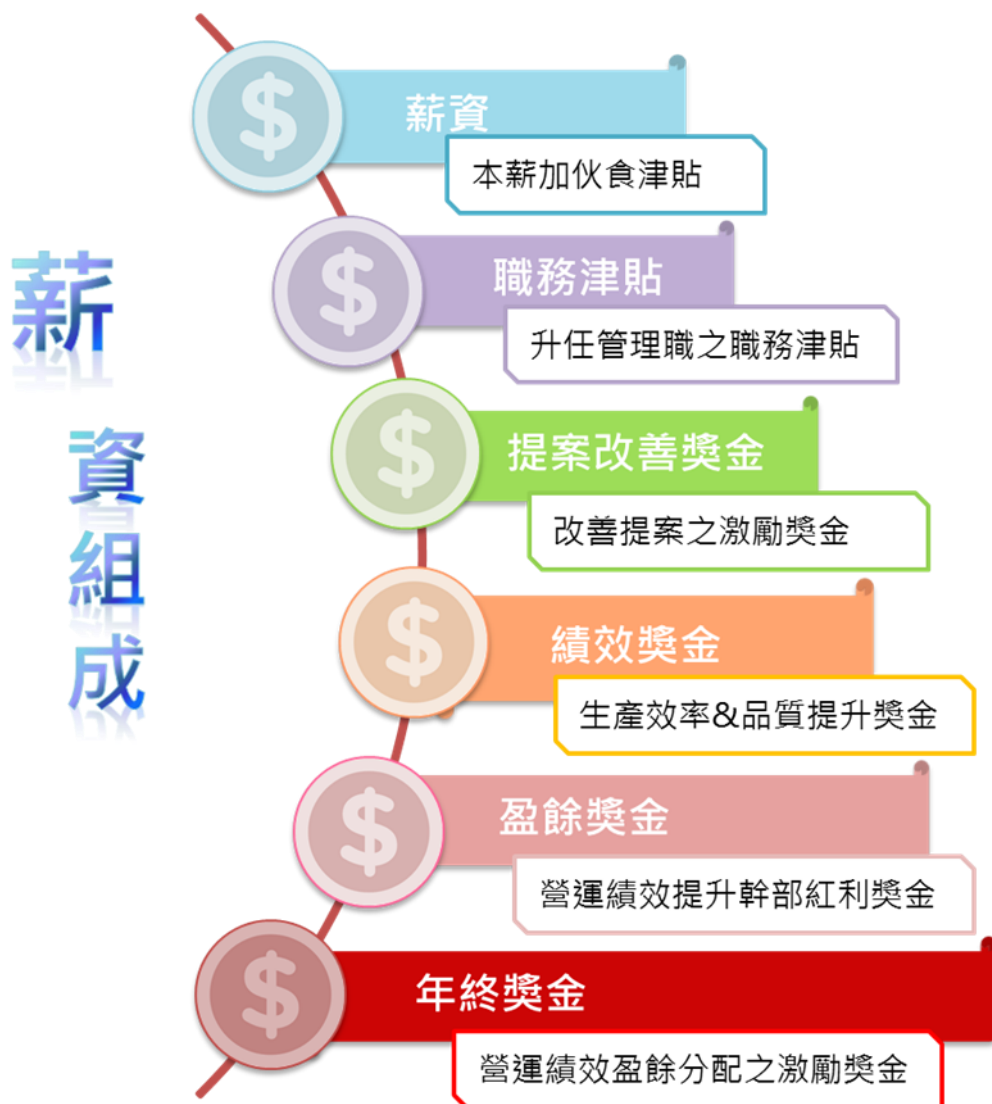 薪資組成
薪資
本薪加伙食津貼
職務津貼
升任管理職之職務津貼
提案改善獎金
改善提案之激勵獎金
績效獎金
生產效率&品質提升獎金
盈餘獎金
營運績效提升幹部紅利獎金
年終獎金
營運績效盈餘分配之激勵獎金